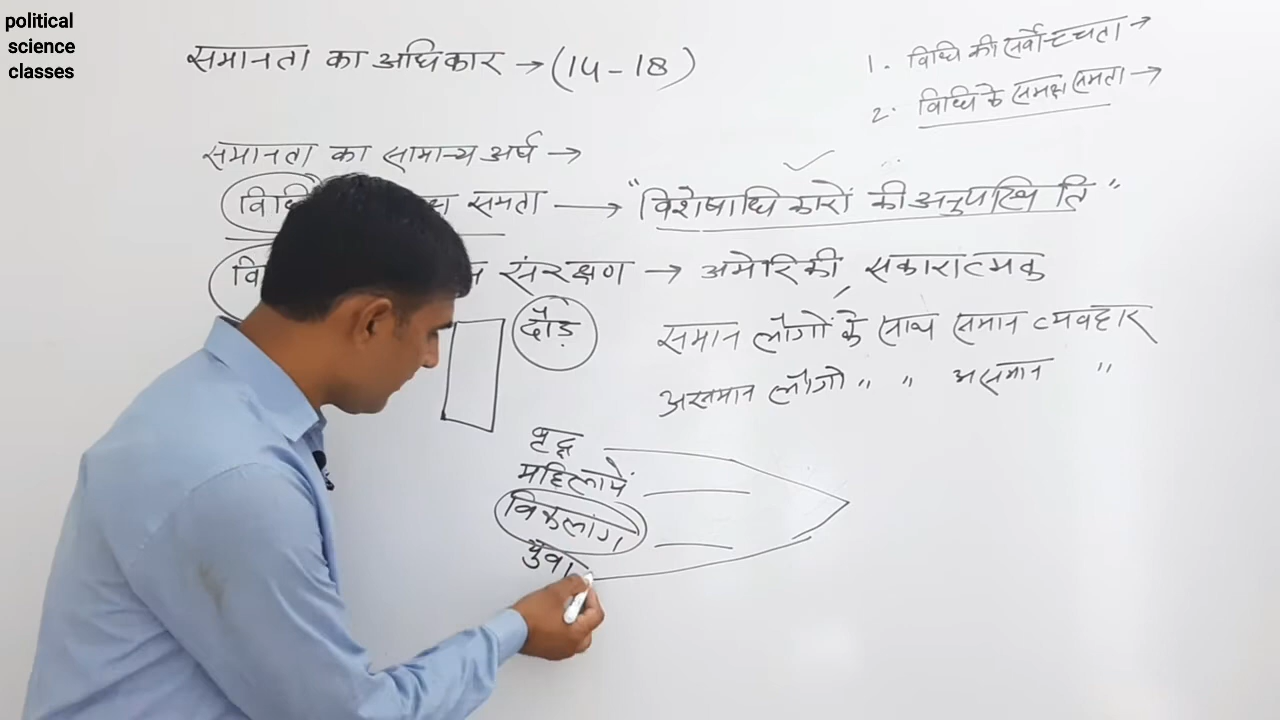 political
science
classes
समानता का अधिकार → (14-18)
1. विधि की सर्वोच्चता →
2. विधि के समक्ष समता →
समानता का सामान्य अर्घ →
विधि समता → "विशेषाधिकारों की अनुपस्थिति"
वि संरक्षण → अमेरिकी, सकारात्मक
दौड़
समान लोगों के साथ समान व्यवहार
असमान लोगो " " असमान "
वृद्ध
महिलायें
विकलांग
युवा